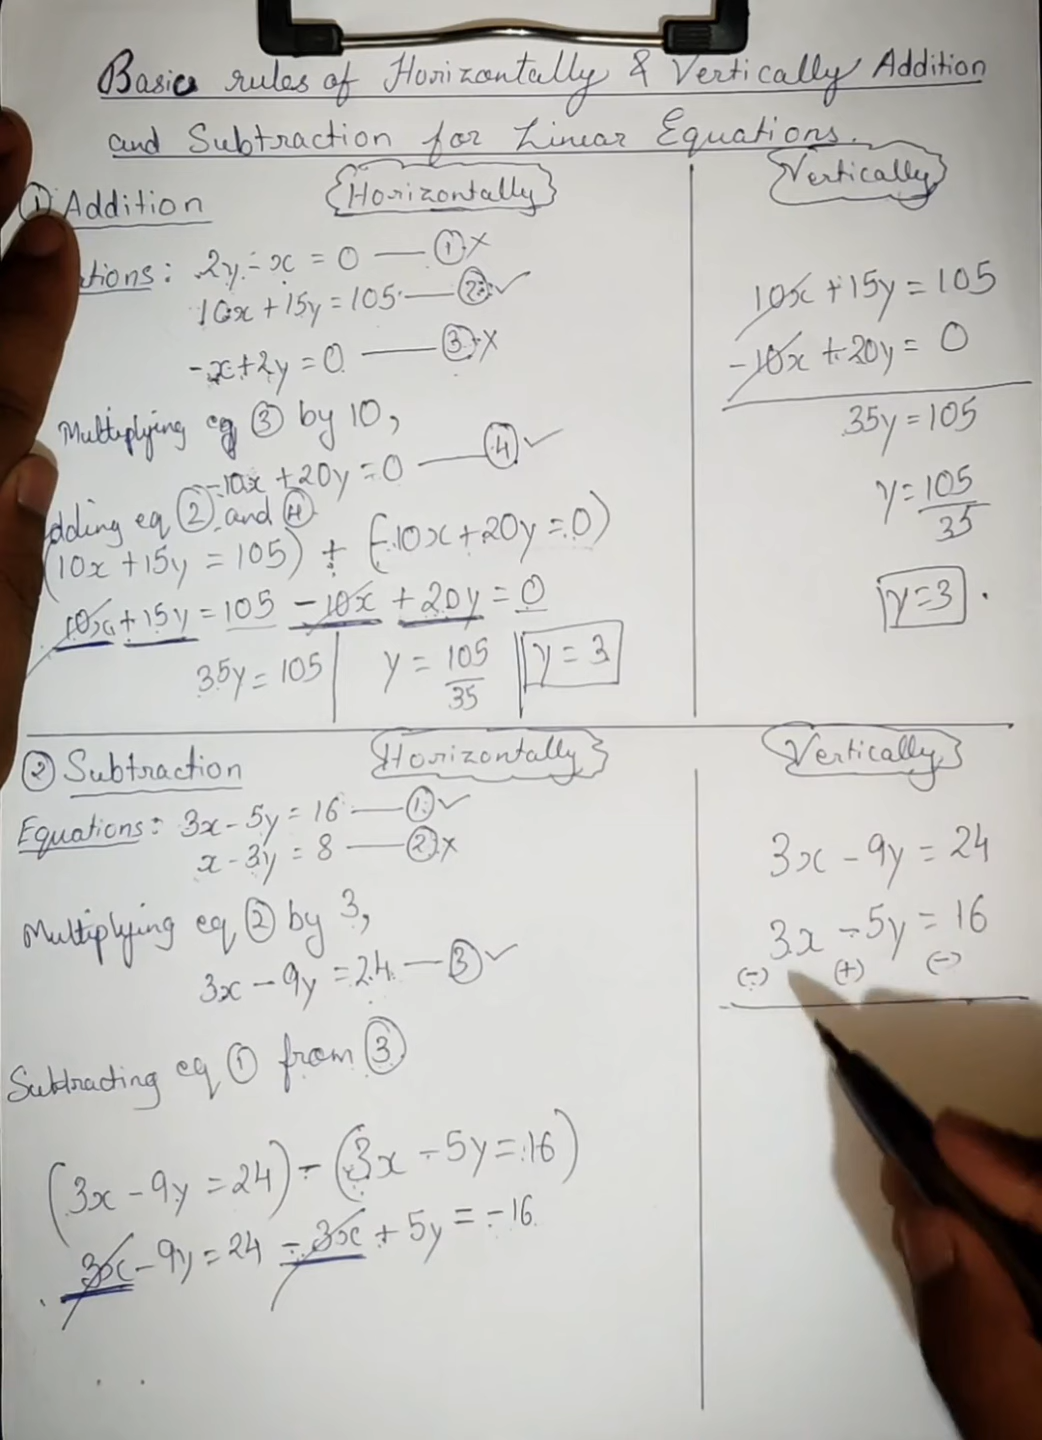 Basic rules of Horizontally & Vertically Addition
and Subtraction for Linear Equations.
① Addition
Horizontally
tions: 2y - x = 0 — ① ×
10x + 15y = 105 — ② ✓
-x + 2y = 0 — ③ ×
Multiplying eq ③ by 10,
-10x + 20y = 0 — ④ ✓
dding eq ② and ④
(10x + 15y = 105) + (-10x + 20y = 0)
10x + 15y = 105 - 10x + 20y = 0
35y = 105 | y = 105/35 | y = 3
Vertically
10x + 15y = 105
-10x + 20y = 0
35y = 105
y = 105/35
y = 3 .
② Subtraction
Horizontally
Equations: 3x - 5y = 16 — ① ✓
x - 3y = 8 — ② ×
Multiplying eq ② by 3,
3x - 9y = 24 — ③ ✓
Subtracting eq ① from ③
(3x - 9y = 24) - (3x - 5y = 16)
3x - 9y = 24 - 3x + 5y = -16
Vertically
3x - 9y = 24
3x - 5y = 16
(-) (+) (-)